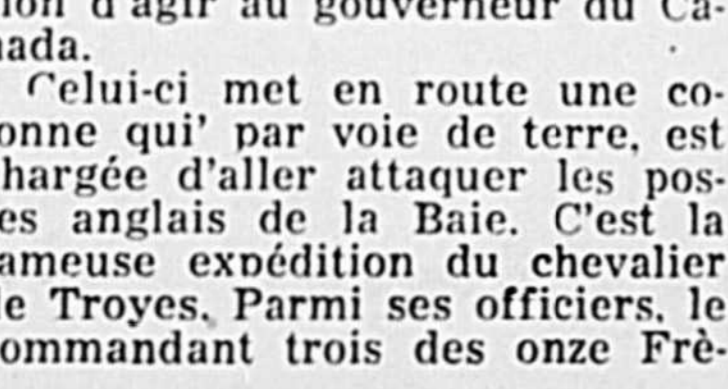 ion d'agir au gouverneur du Ca-
nada.
Celui-ci met en route une co-
onne qui' par voie de terre, est
hargée d'aller attaquer les pos-
es anglais de la Baie. C'est la
ameuse expédition du chevalier
de Troyes. Parmi ses officiers, le
ommandant trois des onze Frè-